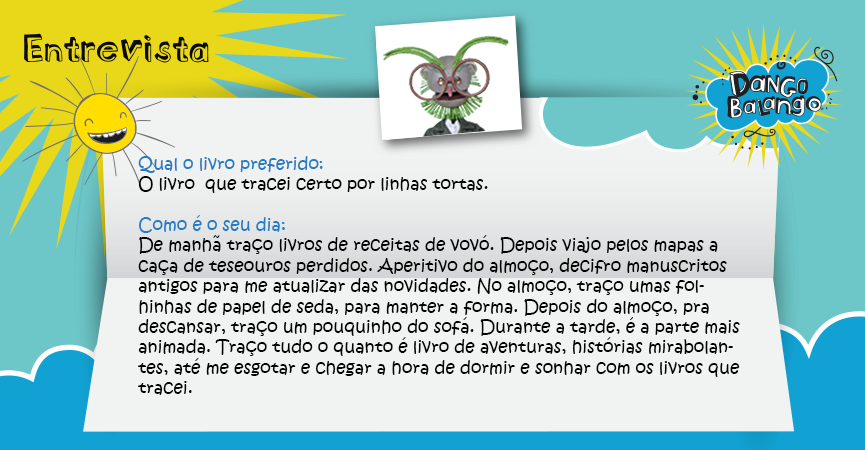 Entrevista
Dango
Balango
Qual o livro preferido:
O livro que tracei certo por linhas tortas.
Como é o seu dia:
De manhã traço livros de receitas de vovó. Depois viajo pelos mapas a
caça de teseouros perdidos. Aperitivo do almoço, decifro manuscritos
antigos para me atualizar das novidades. No almoço, traço umas fol-
hinhas de papel de seda, para manter a forma. Depois do almoço, pra
descansar, traço um pouquinho do sofá. Durante a tarde, é a parte mais
animada. Traço tudo o quanto é livro de aventuras, histórias mirabolan-
tes, até me esgotar e chegar a hora de dormir e sonhar com os livros que
tracei.